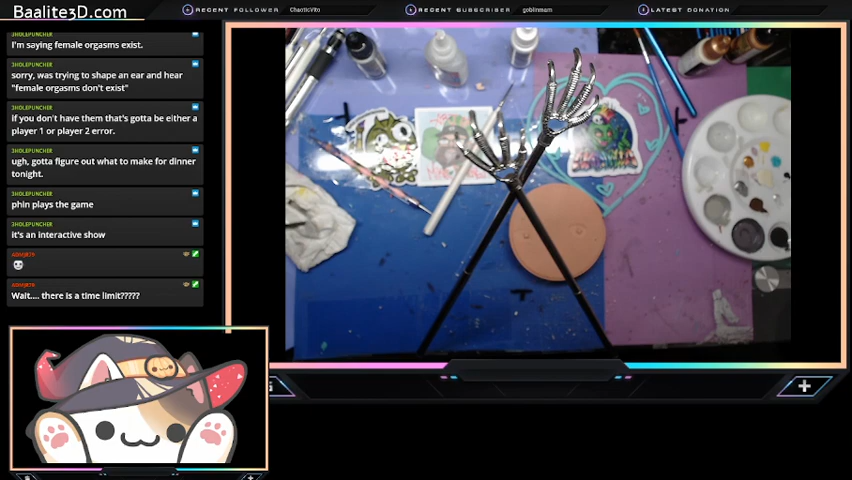 Baalite3D.com
RECENT FOLLOWER
ChaoticVito
RECENT SUBSCRIBER
goblinmam
LATEST DONATION
3HOLEPUNCHER
I'm saying female orgasms exist.
3HOLEPUNCHER
sorry, was trying to shape an ear and hear
"female orgasms don't exist"
3HOLEPUNCHER
if you don't have them that's gotta be either a
player 1 or player 2 error.
3HOLEPUNCHER
ugh, gotta figure out what to make for dinner
tonight.
3HOLEPUNCHER
phin plays the game
3HOLEPUNCHER
it's an interactive show
Wait.... there is a time limit?????